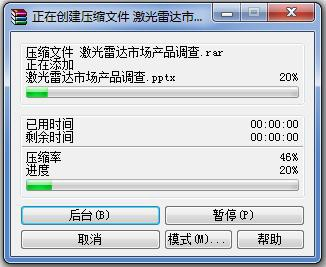 正在创建压缩文件 激光雷达市...
压缩文件 激光雷达市场产品调查.rar
正在添加
激光雷达市场产品调查.pptx 20%
已用时间 00:00:00
剩余时间 00:00:00
压缩率 46%
进度 20%
后台(B) 暂停(P)
取消 模式(M)... 帮助